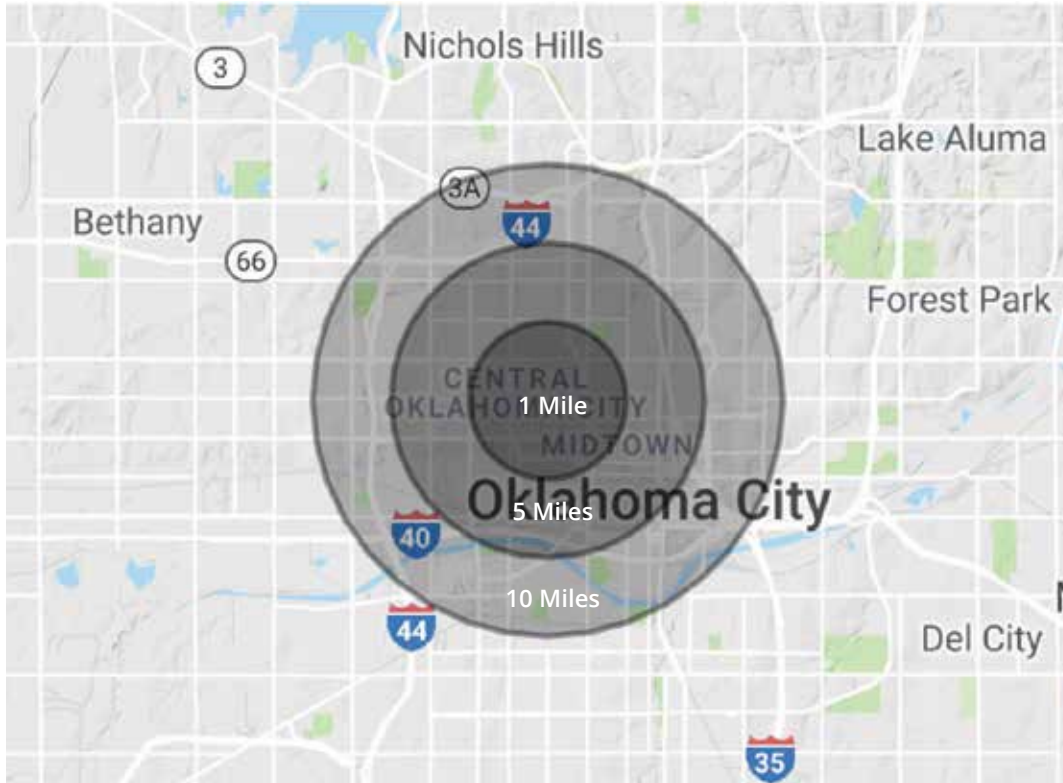 Nichols Hills
3
Lake Aluma
3A
Bethany
44
66
Forest Park
CENTRAL
OKLAHOMA CITY
1 Mile
MIDTOWN
Oklahoma City
5 Miles
40
10 Miles
44
Del City
35